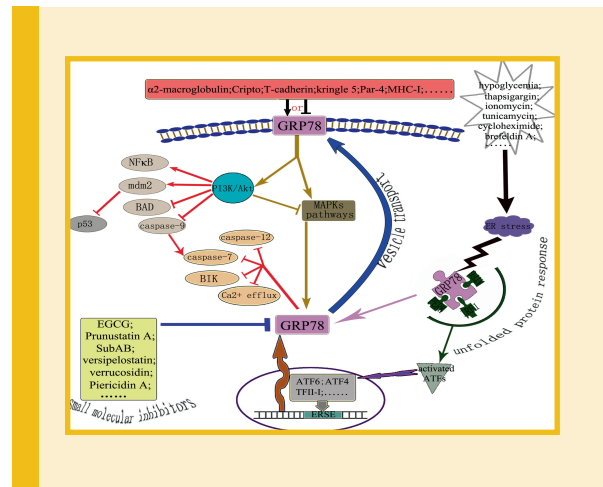 α2-macroglobulin;Cripto;T-cadherin;kringle 5;Par-4;MHC-I;......
or
GRP78
hypoglycemia;
thapsigargin;
ionomycin;
tunicamycin;
cycloheximide;
brefeldin A;
......
NFκB
mdm2
PI3K/Akt
BAD
p53
caspase-9
MAPKs
pathways
vesicle transport
ER stress
caspase-12
caspase-7
BIK
Ca2+ efflux
GRP78
GRP78
unfolded protein response
EGCG;
Prunustatin A;
SubAB;
versipelostatin;
verrucosidin;
Piericidin A;
......
small molecular inhibitors
activated
ATFs
ATF6;ATF4
TFII-I;......
ERSE